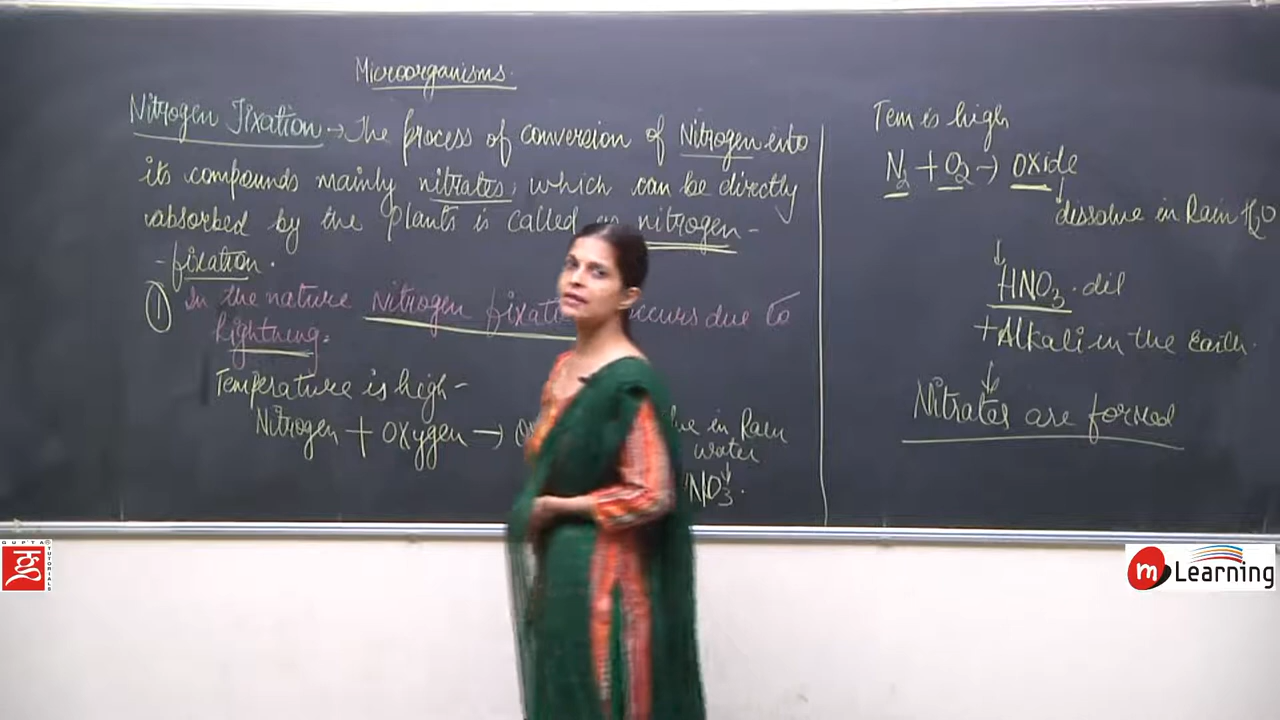 Microorganisms.
Nitrogen Fixation → The process of conversion of Nitrogen into
its compounds mainly nitrates, which can be directly
absorbed by the plants is called nitrogen -
- fixation.
① In the nature Nitrogen occurs due to
lightning.
Temperature is high -
Nitrogen + Oxygen → in Rain
water
↓
NO3.
Tem is high
N2 + O2 → oxide
↓
dissolve in Rain H2O
↓
HNO3. dil
+ Alkali in the Earth.
↓
Nitrates are formed
GUPTA
TUTORIALS
m Learning